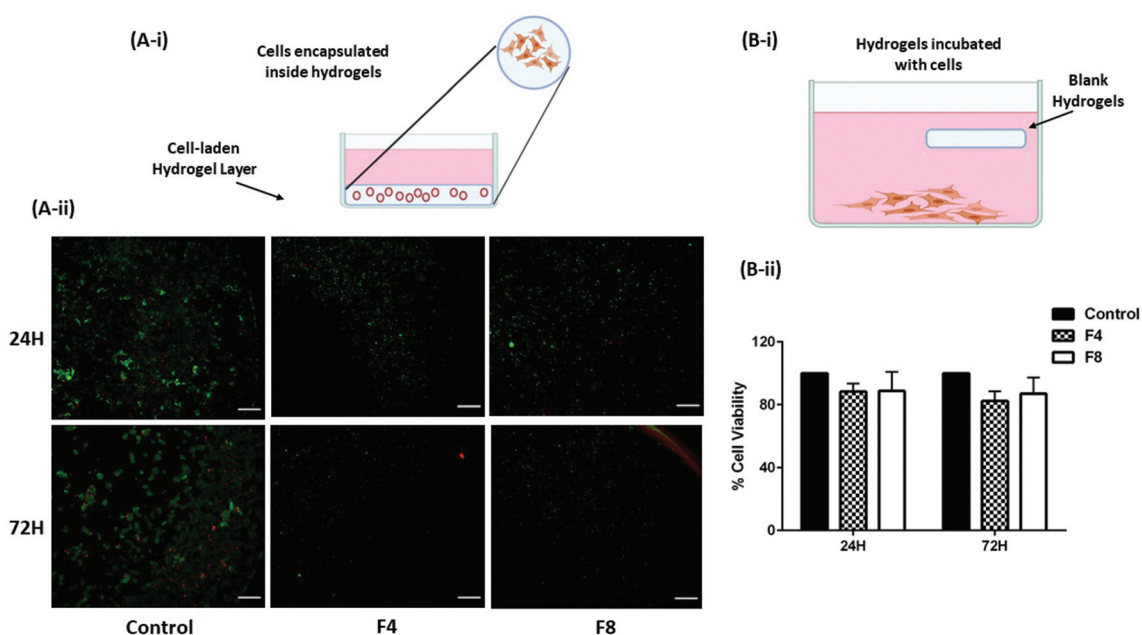 (A-i)
Cells encapsulated
inside hydrogels
Cell-laden
Hydrogel Layer
(A-ii)
24H
72H
Control
F4
F8
(B-i)
Hydrogels incubated
with cells
Blank
Hydrogels
(B-ii)
Control
F4
F8
% Cell Viability
120
80
40
0
24H
72H